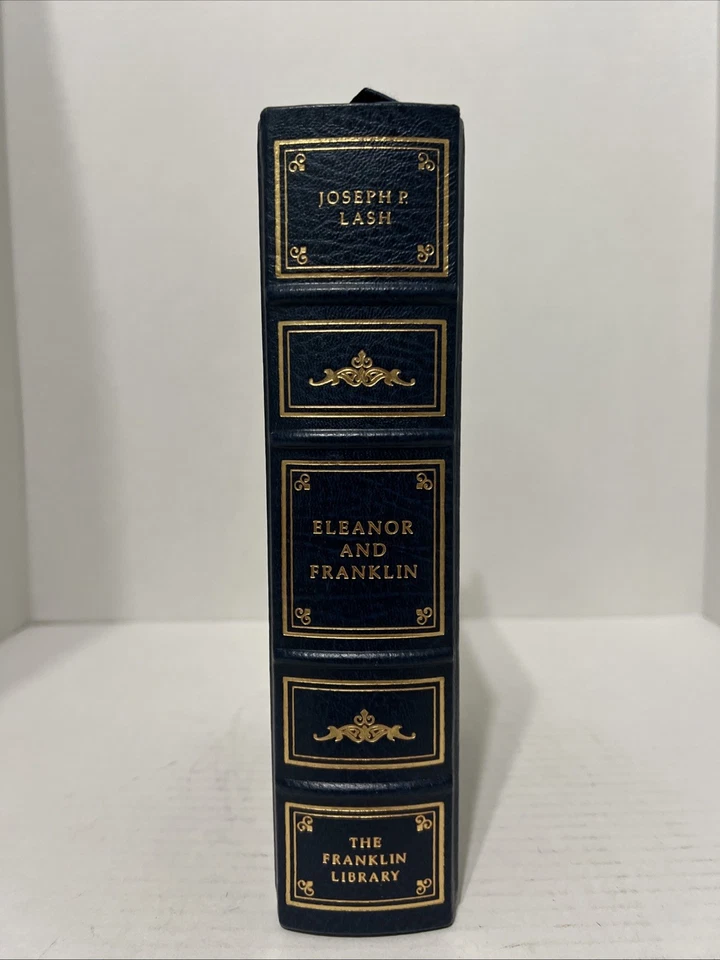 JOSEPH P.
LASH
ELEANOR
AND
FRANKLIN
THE
FRANKLIN
LIBRARY